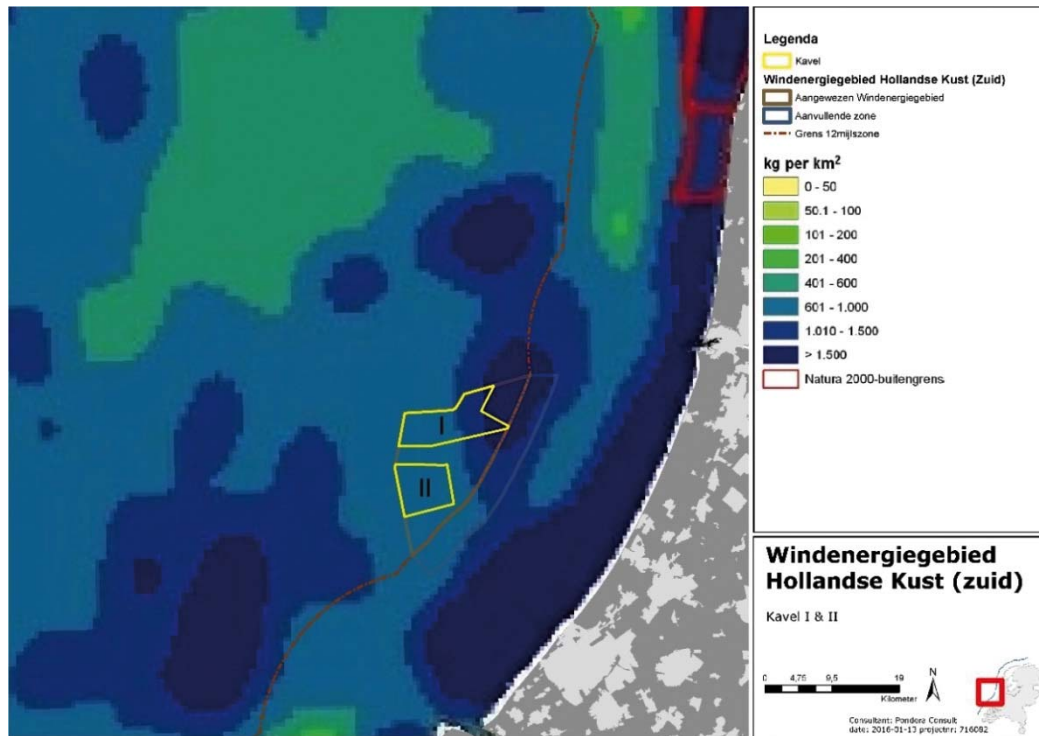 I
II
Legenda
Kavel
Windenergiegebied Hollandse Kust (Zuid)
Aangewezen Windenergiegebied
Aanvullende zone
Grens 12mijlszone
kg per km²
0 - 50
50.1 - 100
101 - 200
201 - 400
401 - 600
601 - 1.000
1.010 - 1.500
> 1.500
Natura 2000-buitengrens
Windenergiegebied
Hollandse Kust (zuid)
Kavel I & II
0 4,75 9,5 19
Kilometer
N
Consultant: Pondera Consult
date: 2016-01-13 projectnr: 716082